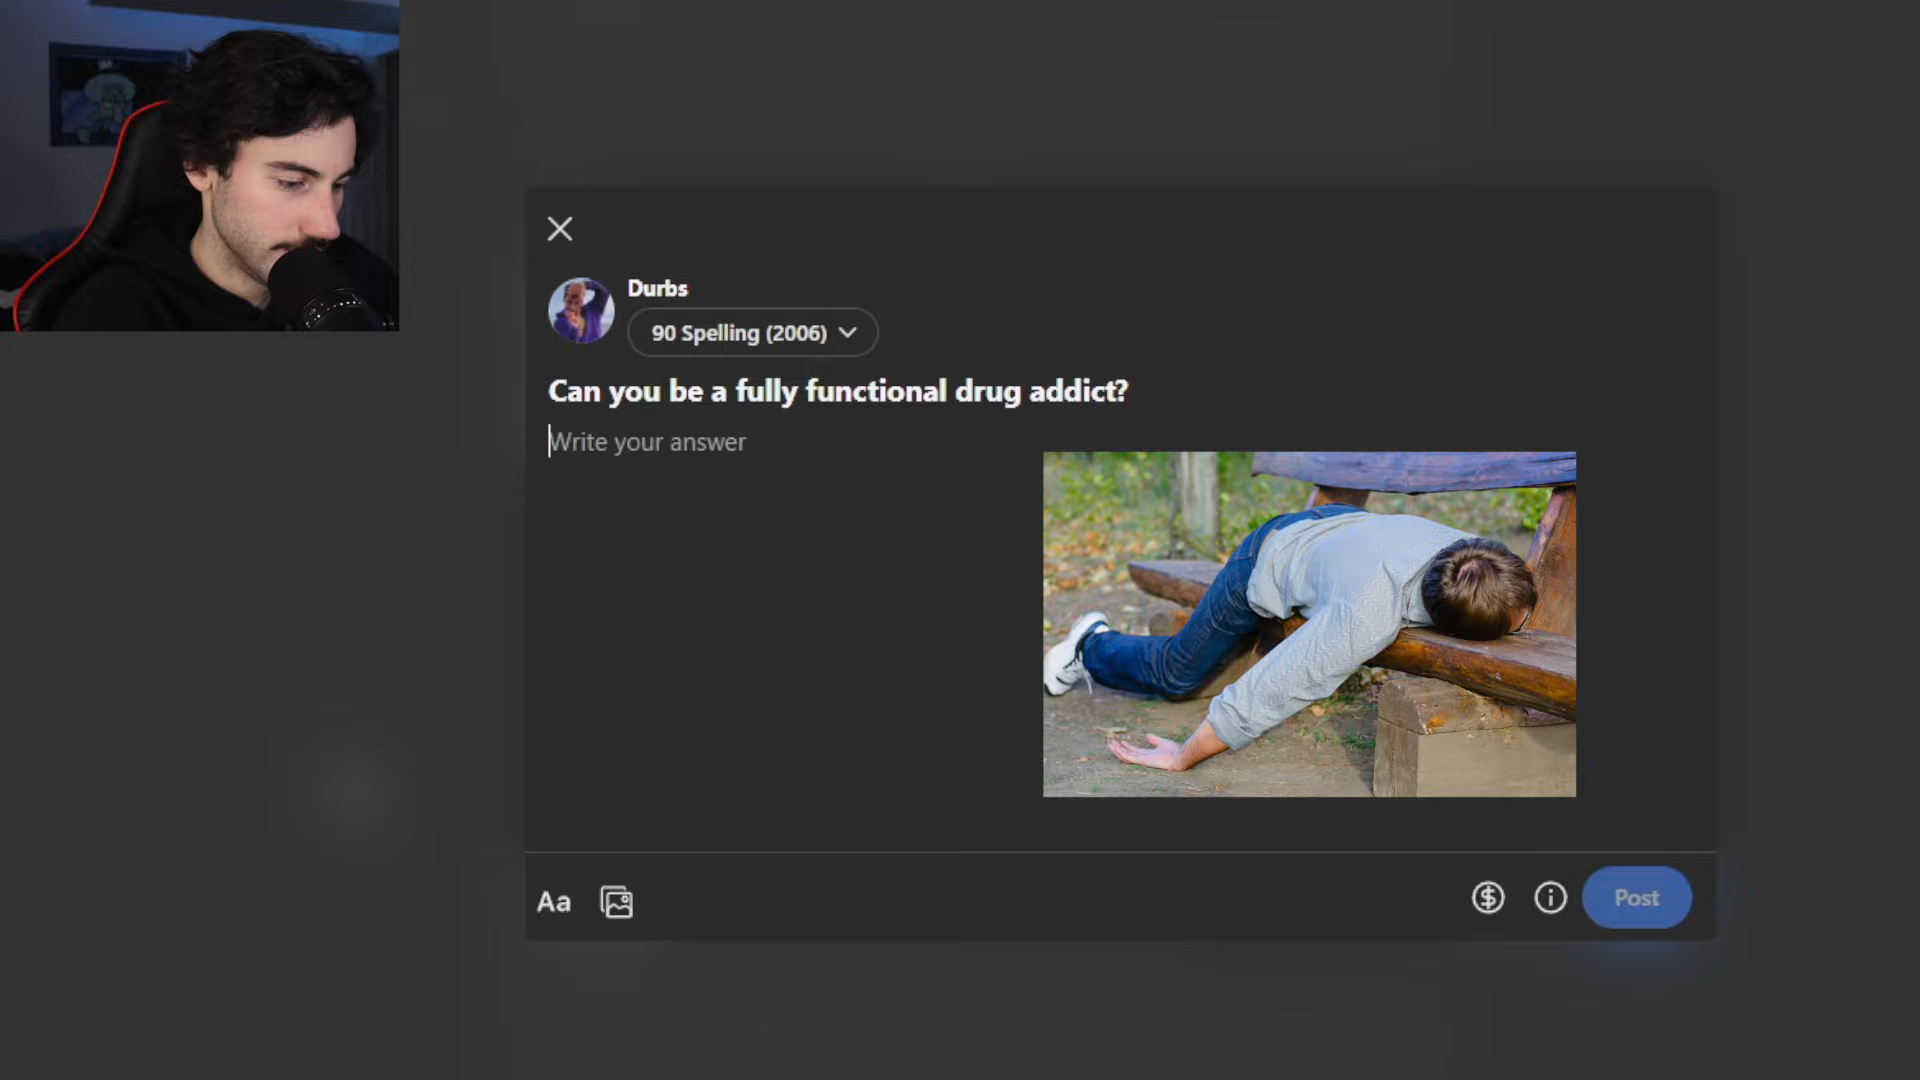 Durbs
90 Spelling (2006)
Can you be a fully functional drug addict?
Write your answer
Aa
Post